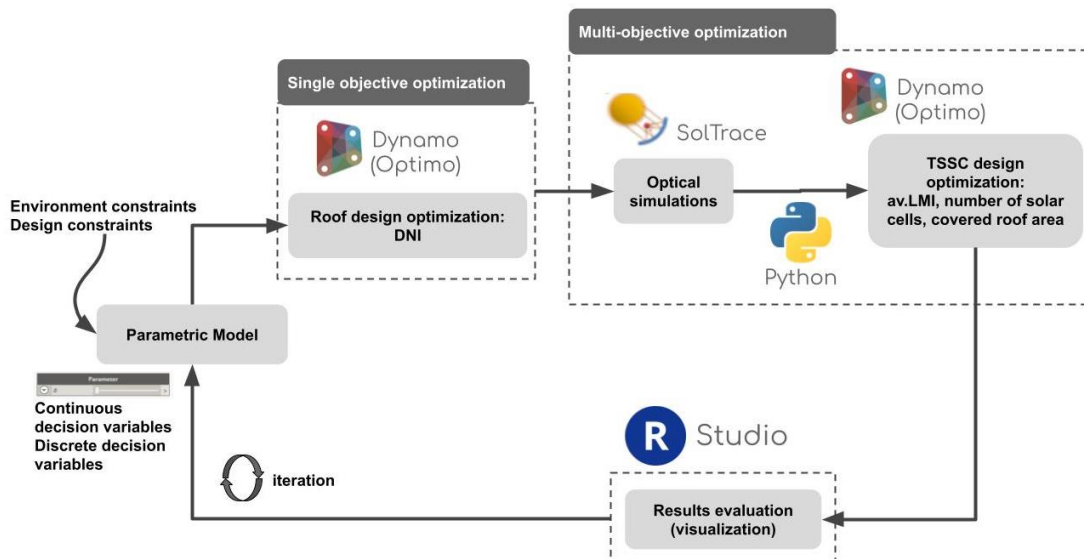 Multi-objective optimization
Single objective optimization
Dynamo
(Optimo)
SolTrace
Dynamo
(Optimo)
Environment constraints
Design constraints
Roof design optimization:
DNI
Optical
simulations
TSSC design
optimization:
av.LMI, number of solar
cells, covered roof area
Python
Parametric Model
Parameter
Continuous
decision variables
Discrete decision
variables
iteration
R Studio
Results evaluation
(visualization)